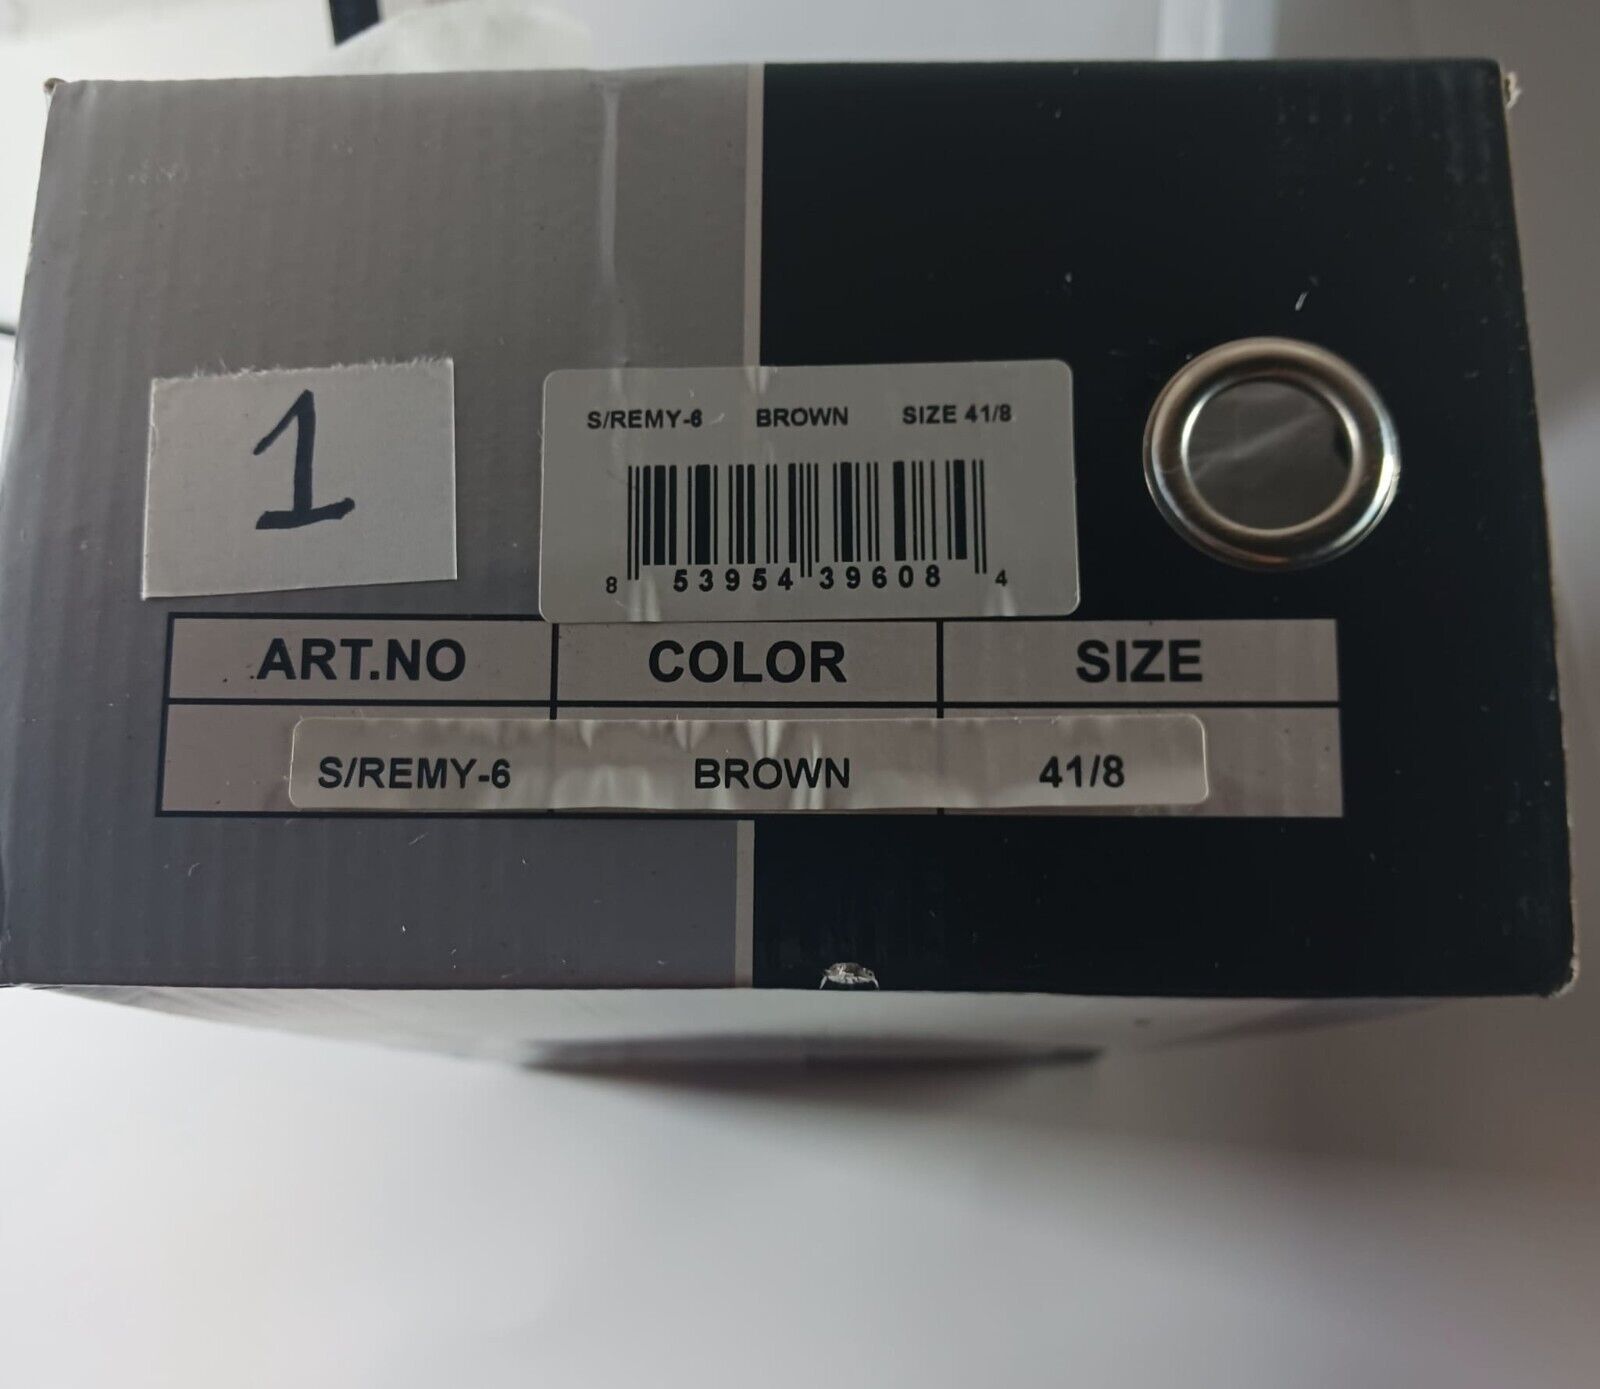 1
S/REMY-6 BROWN SIZE 41/8
8 53954 39608 4
ART.NO COLOR SIZE
S/REMY-6 BROWN 41/8